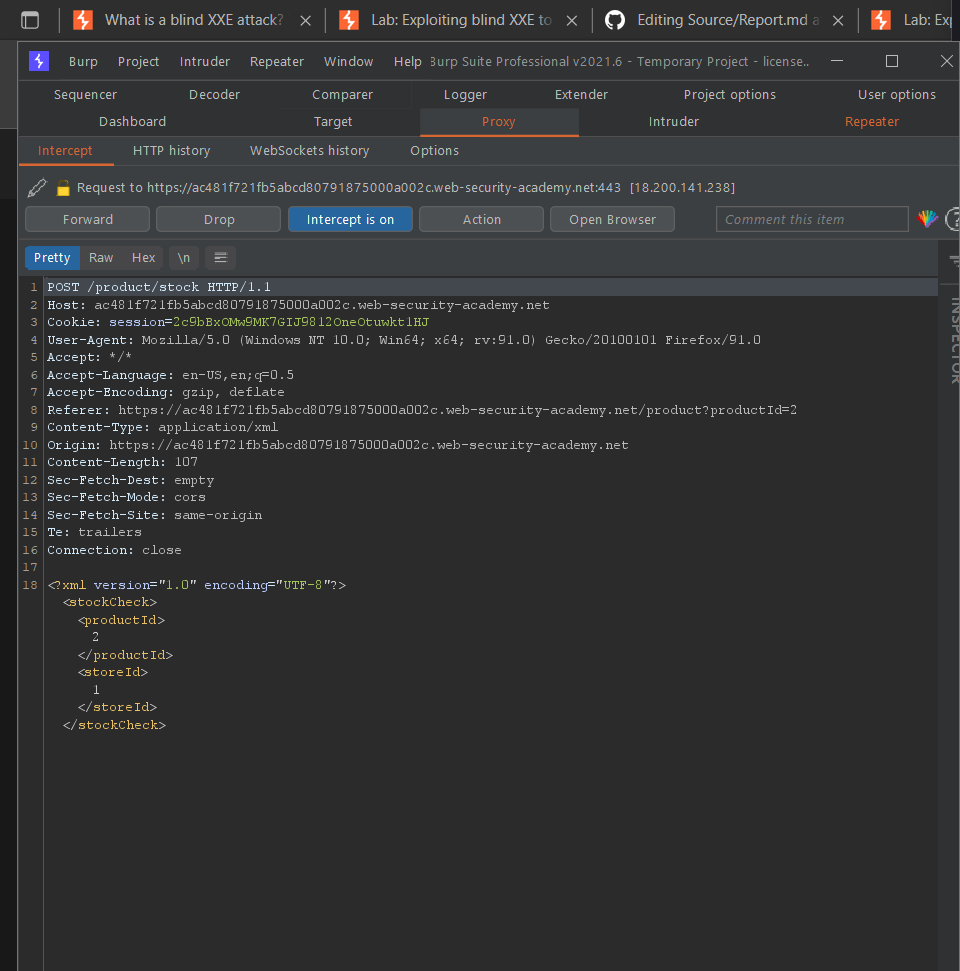 What is a blind XXE attack?
Lab: Exploiting blind XXE to
Editing Source/Report.md a
Lab: Exp
Burp Project Intruder Repeater Window Help Burp Suite Professional v2021.6 - Temporary Project - license..
Sequencer Decoder Comparer Logger Extender Project options User options
Dashboard Target Proxy Intruder Repeater
Intercept HTTP history WebSockets history Options
Request to https://ac481f721fb5abcd80791875000a002c.web-security-academy.net:443 [18.200.141.238]
Forward Drop Intercept is on Action Open Browser Comment this item ?
Pretty Raw Hex \n
INSPECTOR
1 POST /product/stock HTTP/1.1
2 Host: ac481f721fb5abcd80791875000a002c.web-security-academy.net
3 Cookie: session=2c9bBxOMw9MK7GIJ9812OneOtuwkt1HJ
4 User-Agent: Mozilla/5.0 (Windows NT 10.0; Win64; x64; rv:91.0) Gecko/20100101 Firefox/91.0
5 Accept: */*
6 Accept-Language: en-US,en;q=0.5
7 Accept-Encoding: gzip, deflate
8 Referer: https://ac481f721fb5abcd80791875000a002c.web-security-academy.net/product?productId=2
9 Content-Type: application/xml
10 Origin: https://ac481f721fb5abcd80791875000a002c.web-security-academy.net
11 Content-Length: 107
12 Sec-Fetch-Dest: empty
13 Sec-Fetch-Mode: cors
14 Sec-Fetch-Site: same-origin
15 Te: trailers
16 Connection: close
17
18 <?xml version="1.0" encoding="UTF-8"?>
<stockCheck>
<productId>
2
</productId>
<storeId>
1
</storeId>
</stockCheck>